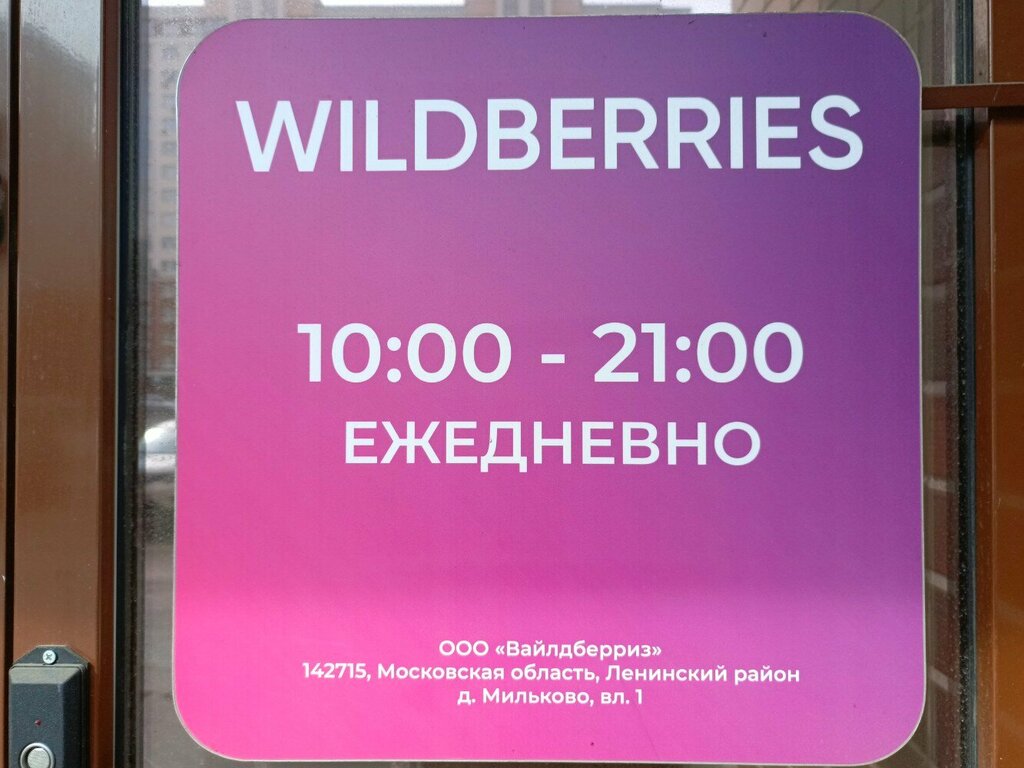 WILDBERRIES
10:00 - 21:00
ЕЖЕДНЕВНО
ООО «Вайлдберриз»
142715, Московская область, Ленинский район
д. Мильково, вл. 1